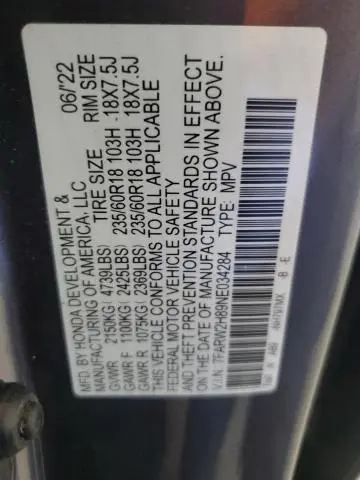 MFD. BY HONDA DEVELOPMENT & 06/'22
MANUFACTURING OF AMERICA, LLC
TIRE SIZE RIM SIZE
GVWR 2150KG( 4739LBS)
GAWR F 1100KG( 2425LBS) 235/60R18 103H 18X7.5J
GAWR R 1075KG( 2369LBS) 235/60R18 103H 18X7.5J
THIS VEHICLE CONFORMS TO ALL APPLICABLE
FEDERAL MOTOR VEHICLE SAFETY
AND THEFT PREVENTION STANDARDS IN EFFECT
ON THE DATE OF MANUFACTURE SHOWN ABOVE.
V.I.N: 7FARW2H89NE034284 TYPE: MPV
B E